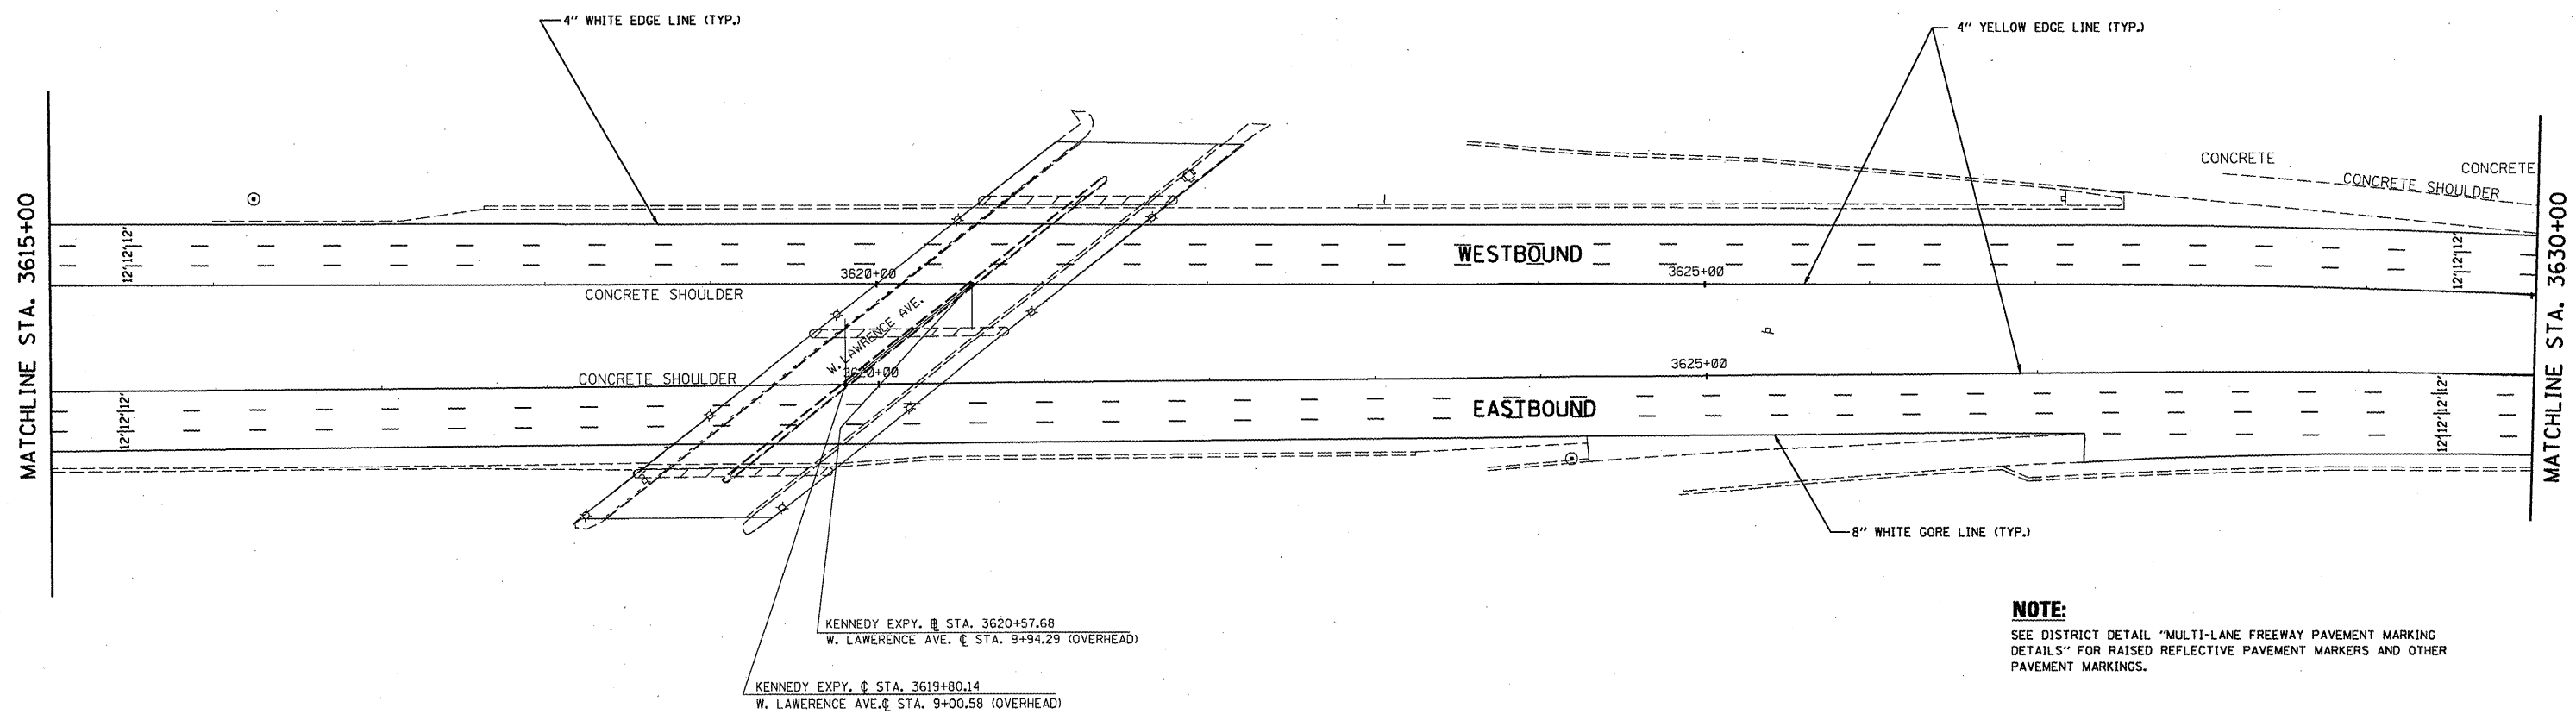 4" WHITE EDGE LINE (TYP.)
4" YELLOW EDGE LINE (TYP.)
MATCHLINE STA. 3615+00
MATCHLINE STA. 3630+00
CONCRETE
CONCRETE
CONCRETE SHOULDER
12' 12' 12'
WESTBOUND
12' 12' 12'
3620+00
3625+00
CONCRETE SHOULDER
W. LAWRENCE AVE.
CONCRETE SHOULDER
3620+00
3625+00
12' 12' 12'
EASTBOUND
12' 12' 12' 12'
8" WHITE GORE LINE (TYP.)
KENNEDY EXPY. ⅊ STA. 3620+57.68
W. LAWERENCE AVE. ℄ STA. 9+94.29 (OVERHEAD)
KENNEDY EXPY. ℄ STA. 3619+80.14
W. LAWERENCE AVE.℄ STA. 9+00.58 (OVERHEAD)
NOTE:
SEE DISTRICT DETAIL "MULTI-LANE FREEWAY PAVEMENT MARKING
DETAILS" FOR RAISED REFLECTIVE PAVEMENT MARKERS AND OTHER
PAVEMENT MARKINGS.